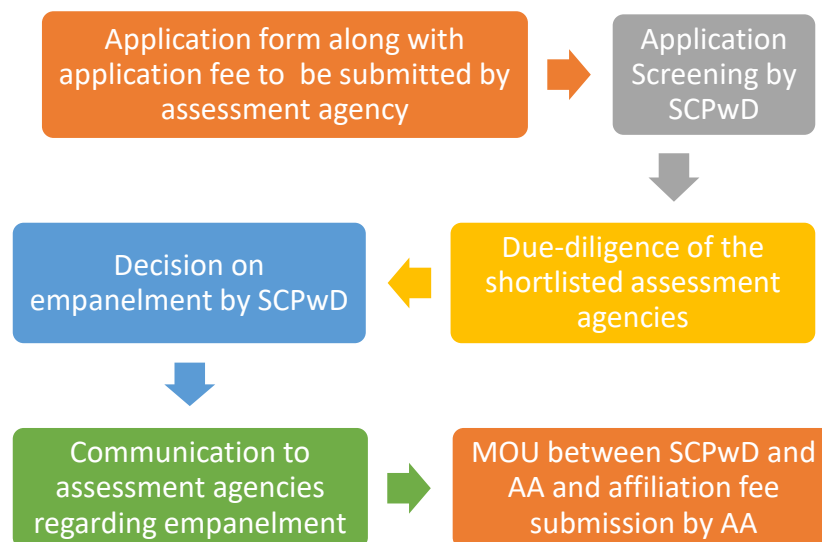 Application form along with
application fee to be submitted by
assessment agency
Application
Screening by
SCPwD
Due-diligence of the
shortlisted assessment
agencies
Decision on
empanelment by SCPwD
Communication to
assessment agencies
regarding empanelment
MOU between SCPwD and
AA and affiliation fee
submission by AA